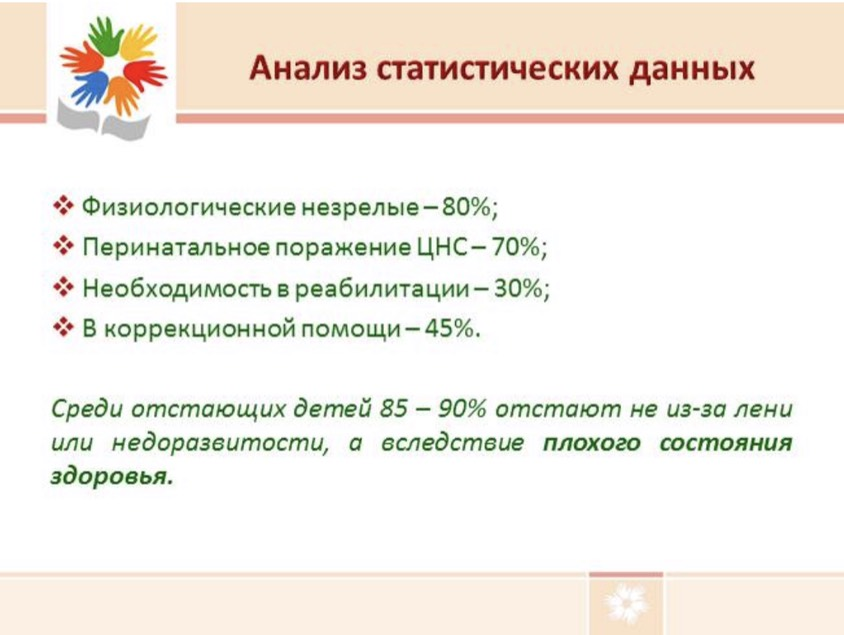 Анализ статистических данных
Физиологические незрелые – 80%;
Перинатальное поражение ЦНС – 70%;
Необходимость в реабилитации – 30%;
В коррекционной помощи – 45%.
Среди отстающих детей 85 – 90% отстают не из-за лени
или недоразвитости, а вследствие плохого состояния
здоровья.